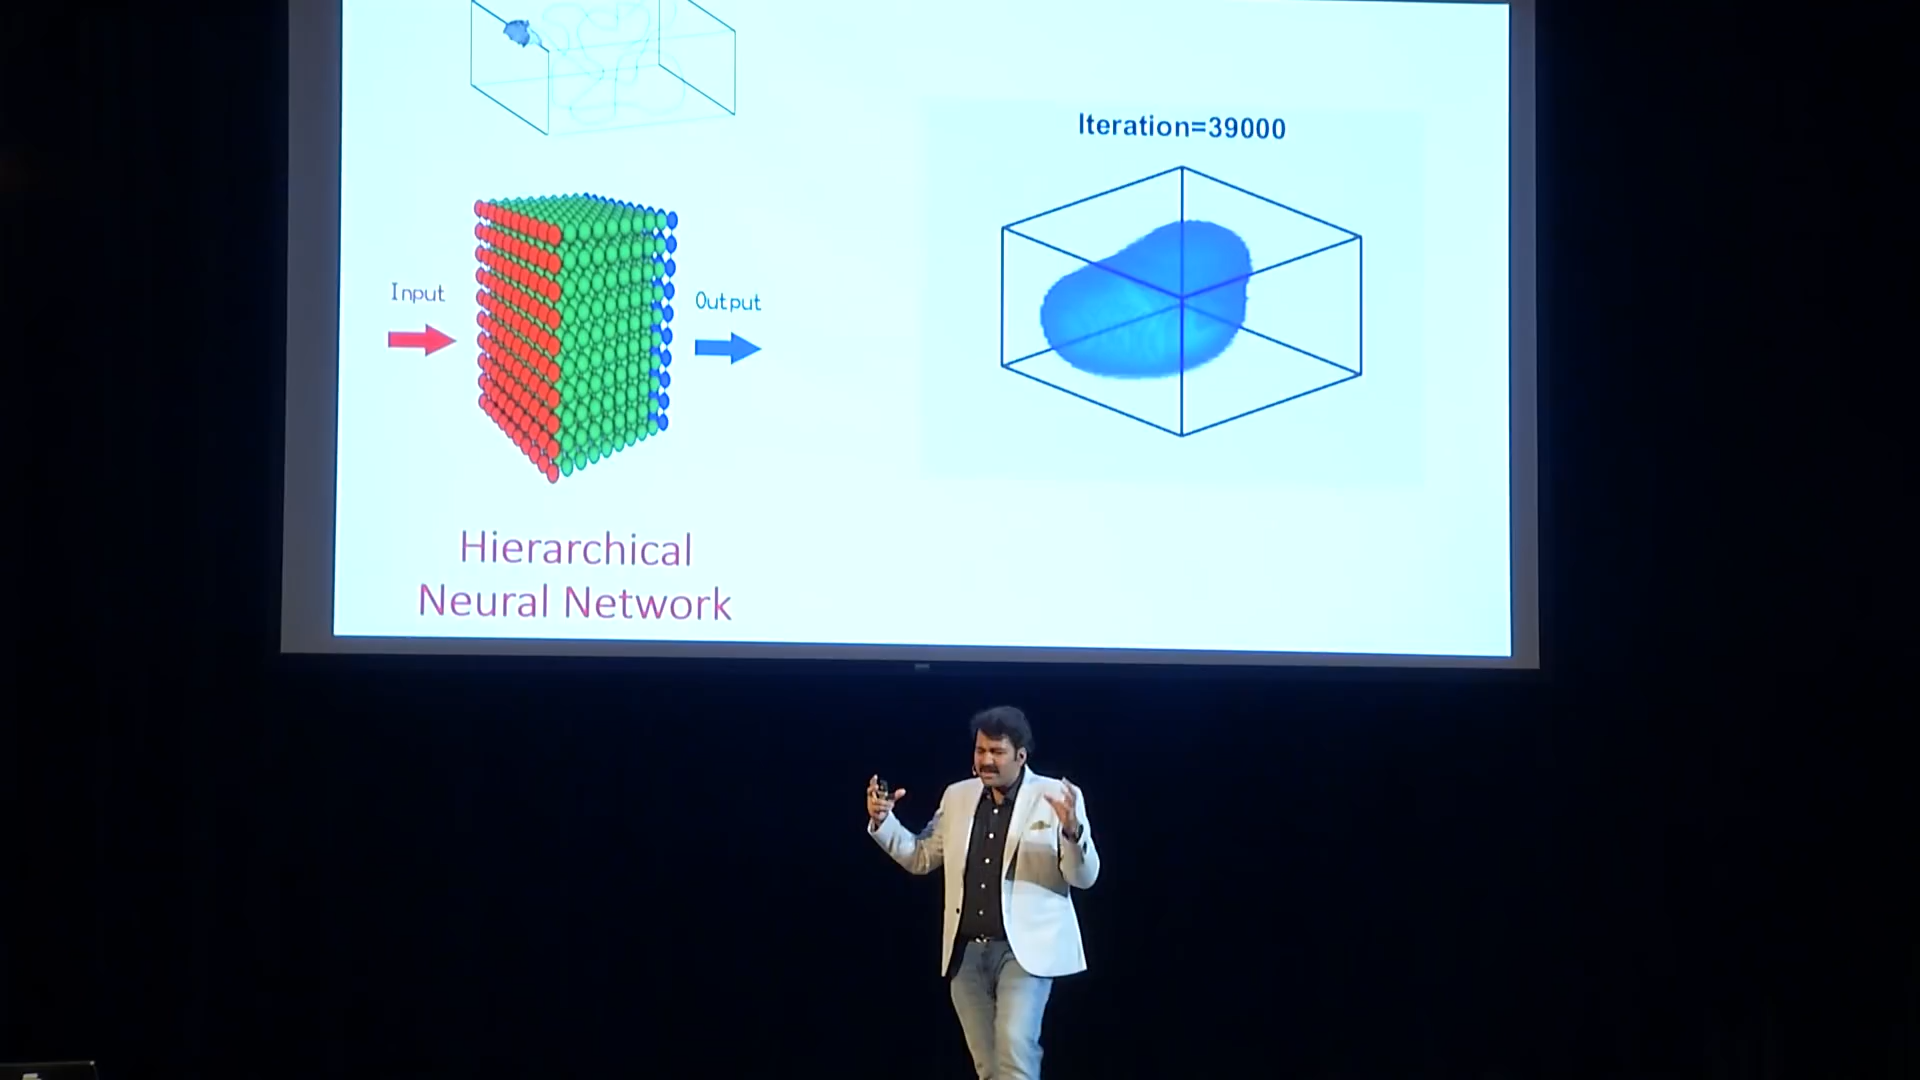 Iteration=39000
Input
Output
Hierarchical
Neural Network